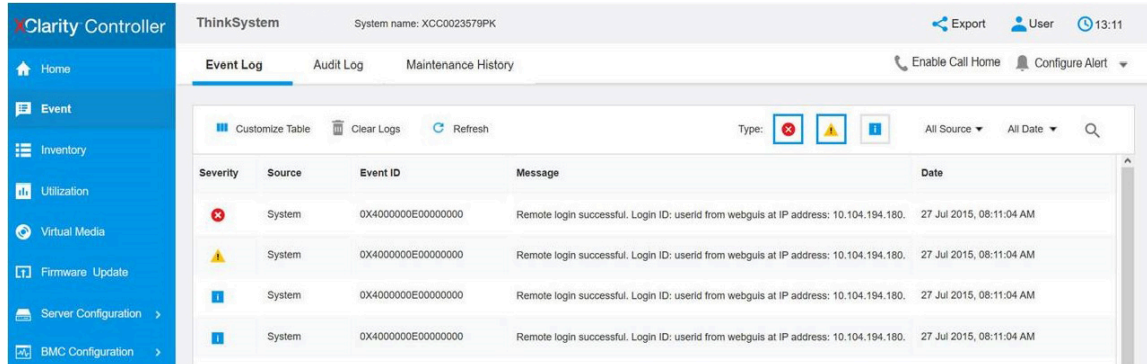 XClarity Controller
ThinkSystem System name: XCC0023579PK Export User 13:11
Home
Event Log Audit Log Maintenance History Enable Call Home Configure Alert
Event
Customize Table Clear Logs Refresh Type: All Source All Date
Inventory
Severity Source Event ID Message Date
Utilization
System 0X4000000E00000000 Remote login successful. Login ID: userid from webguis at IP address: 10.104.194.180. 27 Jul 2015, 08:11:04 AM
Virtual Media
System 0X4000000E00000000 Remote login successful. Login ID: userid from webguis at IP address: 10.104.194.180. 27 Jul 2015, 08:11:04 AM
Firmware Update
System 0X4000000E00000000 Remote login successful. Login ID: userid from webguis at IP address: 10.104.194.180. 27 Jul 2015, 08:11:04 AM
Server Configuration
System 0X4000000E00000000 Remote login successful. Login ID: userid from webguis at IP address: 10.104.194.180. 27 Jul 2015, 08:11:04 AM
BMC Configuration